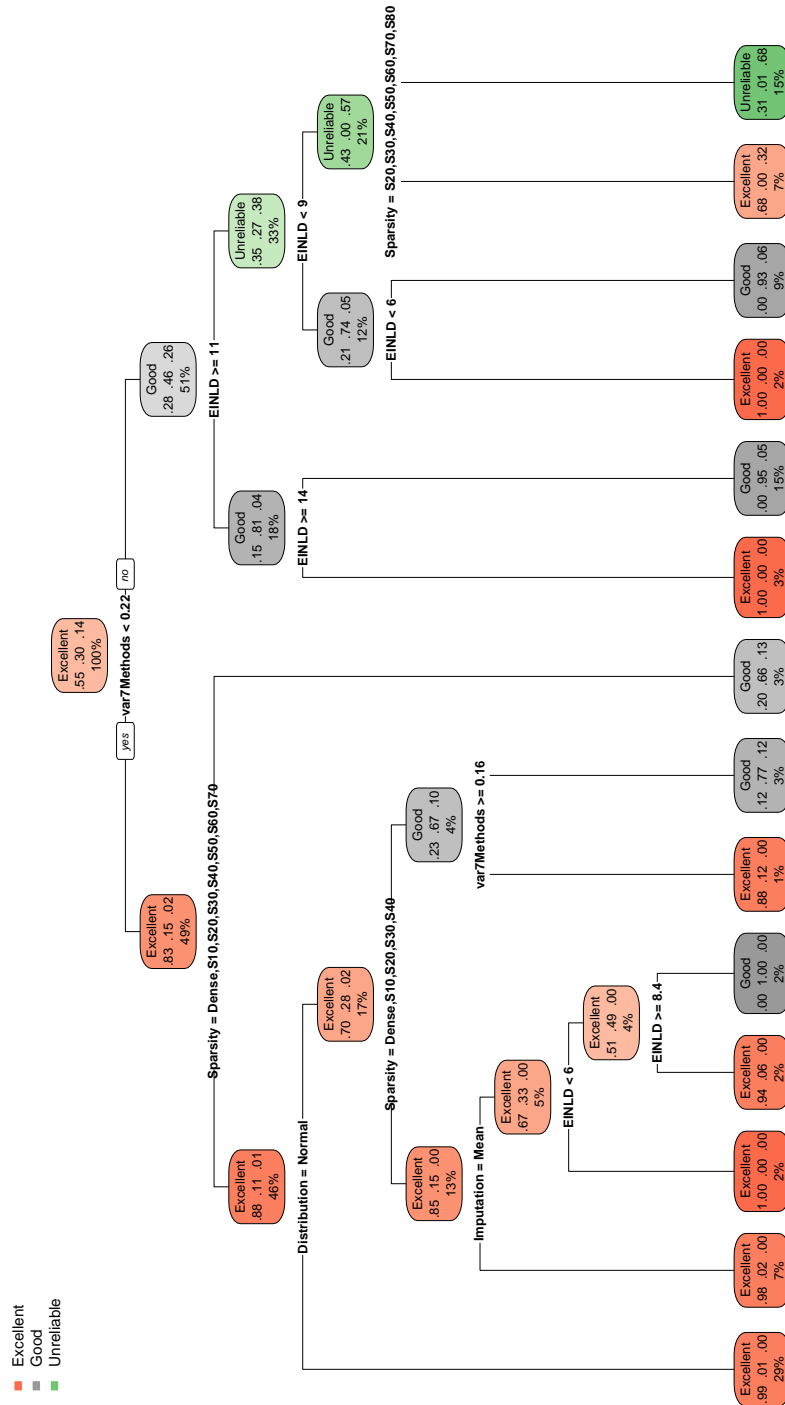 Excellent
Good
Unreliable
Excellent
.55 .30 .14
100%
var7Methods < 0.22
yes
no
Excellent
.83 .15 .02
49%
Good
.28 .46 .26
51%
Sparsity = Dense,S10,S20,S30,S40,S50,S60,S70
EINLD >= 11
Excellent
.88 .11 .01
46%
Good
.15 .81 .04
18%
Unreliable
.35 .27 .38
33%
Distribution = Normal
EINLD >= 14
EINLD < 9
Excellent
.70 .28 .02
17%
Good
.21 .74 .05
12%
Unreliable
.43 .00 .57
21%
Sparsity = Dense,S10,S20,S30,S40
EINLD < 6
Sparsity = S20,S30,S40,S50,S60,S70,S80
Excellent
.85 .15 .00
13%
Good
.23 .67 .10
4%
Imputation = Mean
var7Methods >= 0.16
Excellent
.67 .33 .00
5%
EINLD < 6
Excellent
.51 .49 .00
4%
EINLD >= 8.4
Excellent
.99 .01 .00
29%
Excellent
.98 .02 .00
7%
Excellent
1.00 .00 .00
2%
Excellent
.94 .06 .00
2%
Good
.00 1.00 .00
2%
Excellent
.88 .12 .00
1%
Good
.12 .77 .12
3%
Good
.20 .66 .13
3%
Excellent
1.00 .00 .00
3%
Good
.00 .95 .05
15%
Excellent
1.00 .00 .00
2%
Good
.00 .93 .06
9%
Excellent
.68 .00 .32
7%
Unreliable
.31 .01 .68
15%